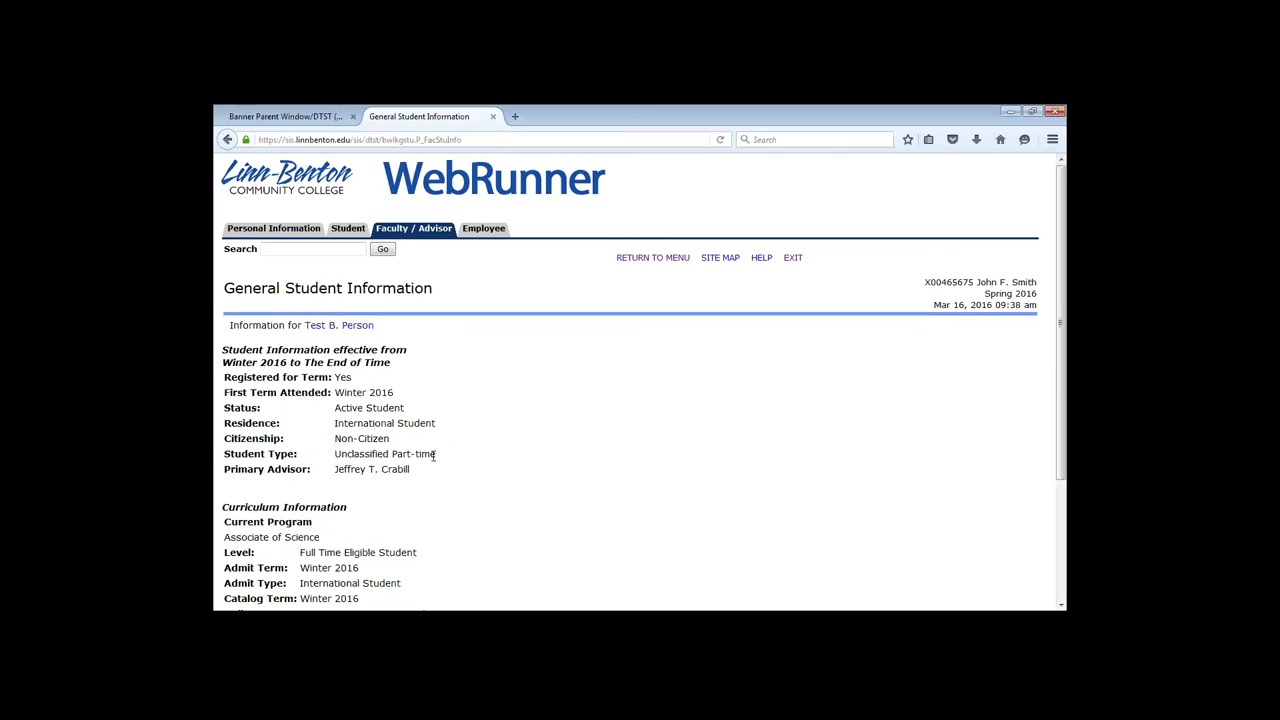 Banner Parent Window/DTST (...
General Student Information
https://sis.linnbenton.edu/sis/dtst/bwlkgstu.P_FacStuInfo
Search
Linn-Benton
COMMUNITY COLLEGE
WebRunner
Personal Information Student Faculty / Advisor Employee
Search Go
RETURN TO MENU SITE MAP HELP EXIT
General Student Information
X00465675 John F. Smith
Spring 2016
Mar 16, 2016 09:38 am
Information for Test B. Person
Student Information effective from
Winter 2016 to The End of Time
Registered for Term: Yes
First Term Attended: Winter 2016
Status: Active Student
Residence: International Student
Citizenship: Non-Citizen
Student Type: Unclassified Part-time
Primary Advisor: Jeffrey T. Crabill
Curriculum Information
Current Program
Associate of Science
Level: Full Time Eligible Student
Admit Term: Winter 2016
Admit Type: International Student
Catalog Term: Winter 2016